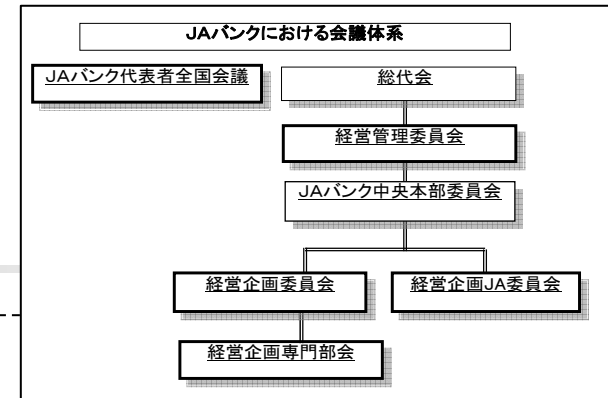 JAバンクにおける会議体系
JAバンク代表者全国会議
総代会
経営管理委員会
JAバンク中央本部委員会
経営企画委員会
経営企画JA委員会
経営企画専門部会